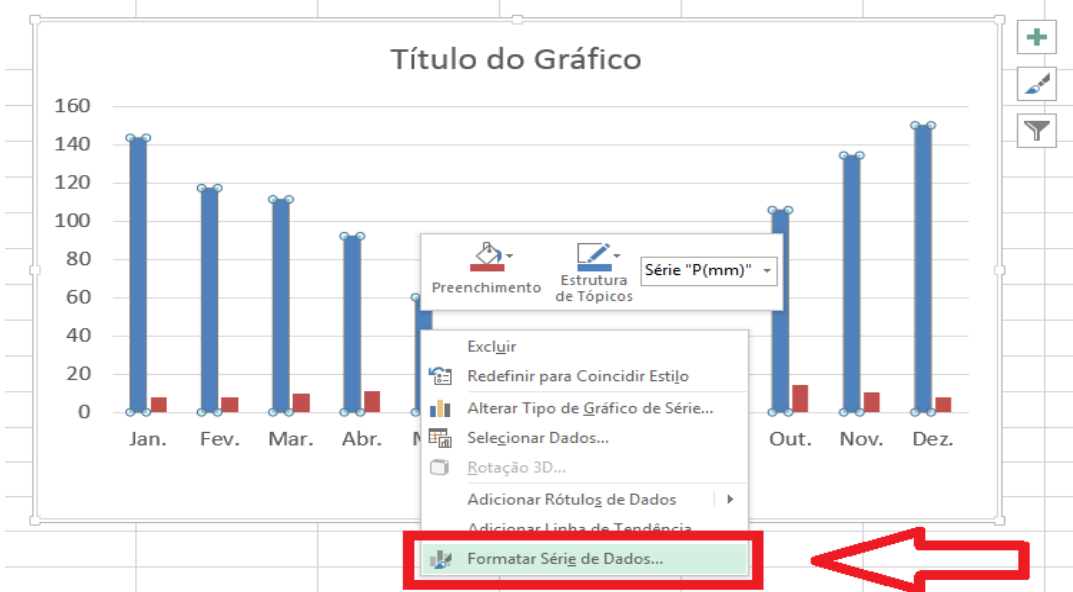 Título do Gráfico
160
140
120
100
80
60
40
20
0
Jan. Fev. Mar. Abr. Out. Nov. Dez.
Preenchimento
Estrutura
de Tópicos
Série "P(mm)"
Excluir
Redefinir para Coincidir Estilo
Alterar Tipo de Gráfico de Série...
Selecionar Dados...
Rotação 3D...
Adicionar Rótulos de Dados
Adicionar Linha de Tendência
Formatar Série de Dados...